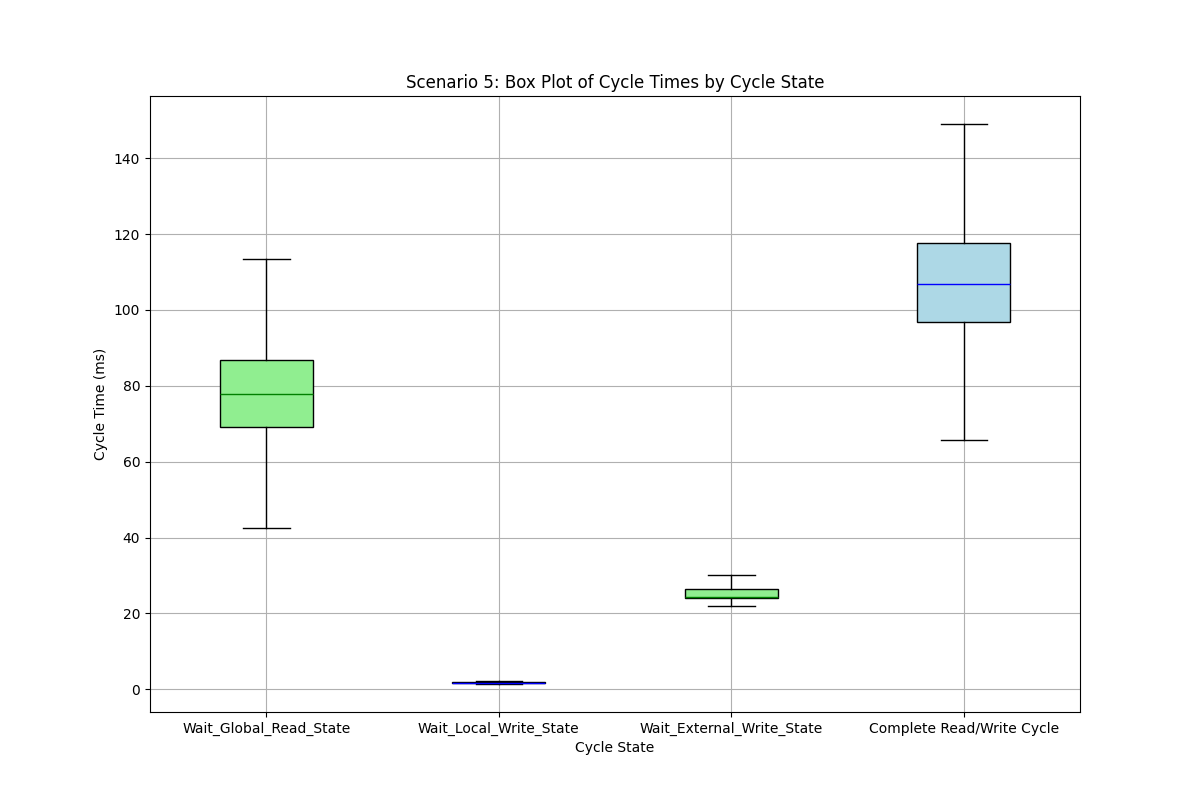 Scenario 5: Box Plot of Cycle Times by Cycle State
Cycle Time (ms)
140
120
100
80
60
40
20
0
Wait_Global_Read_State Wait_Local_Write_State Wait_External_Write_State Complete Read/Write Cycle
Cycle State